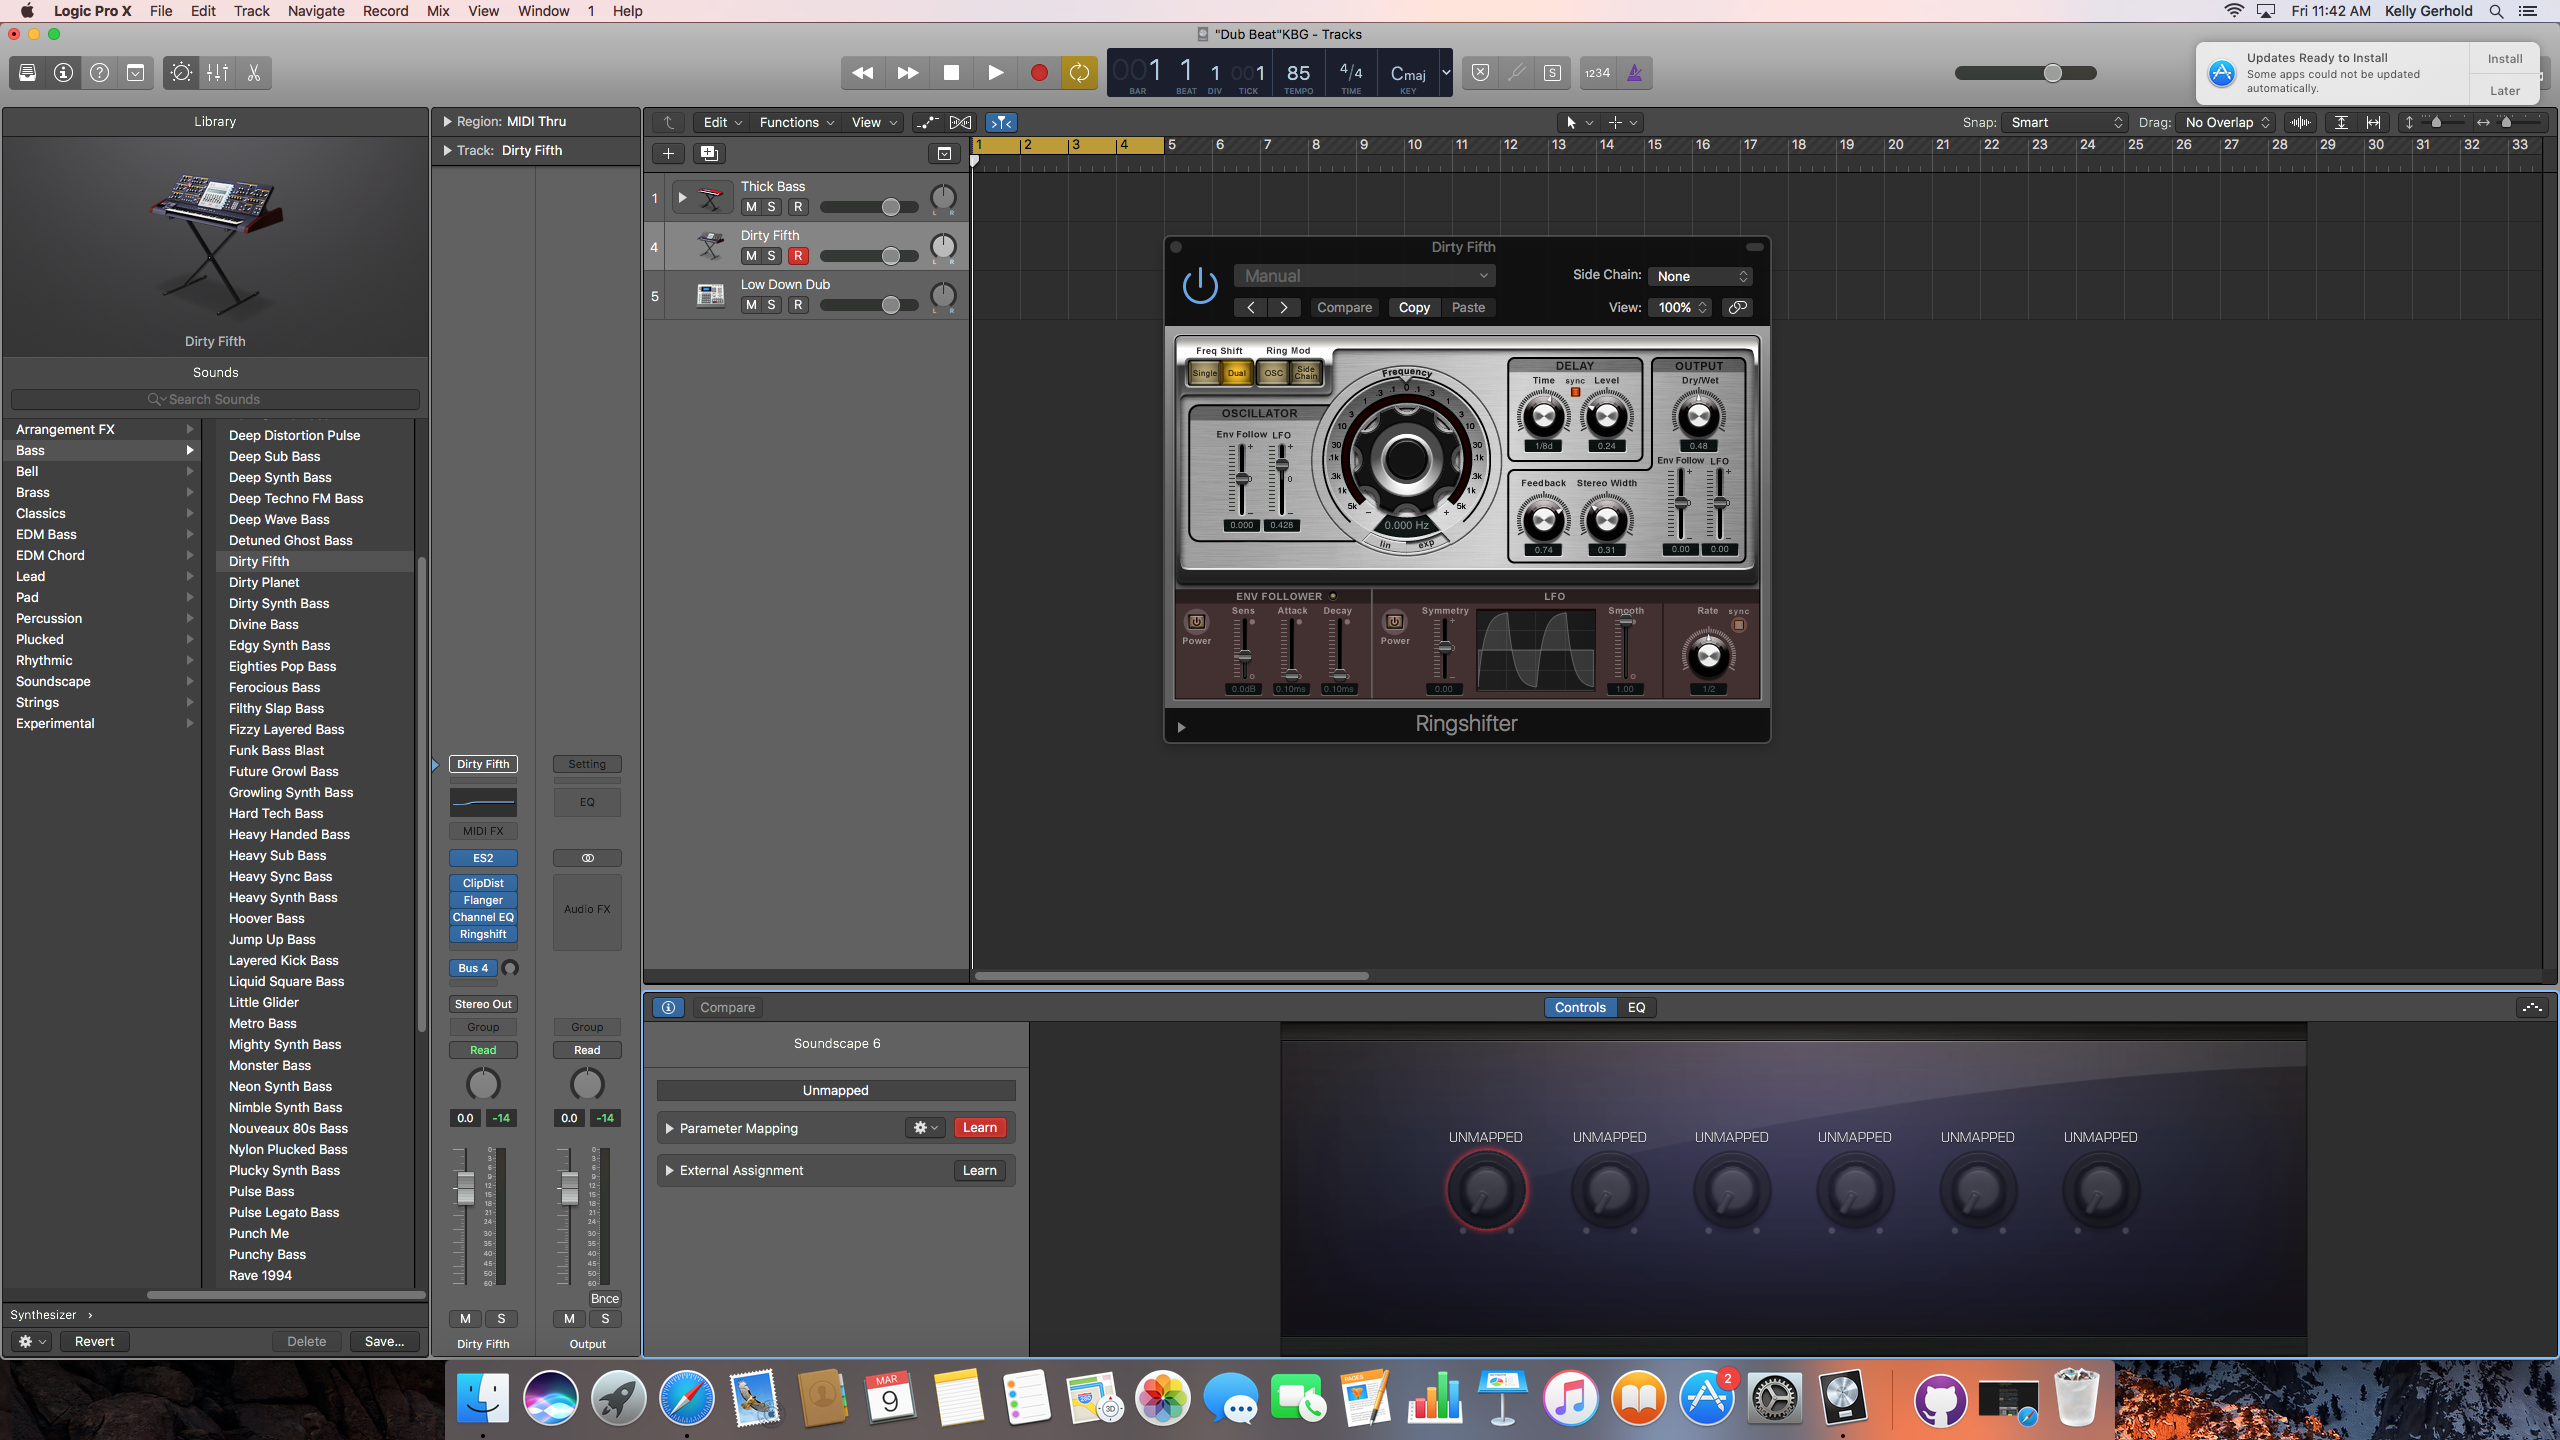 Logic Pro X File Edit Track Navigate Record Mix View Window 1 Help
Fri 11:42 AM Kelly Gerhold
"Dub Beat"KBG - Tracks
001 1 1 001 85 4/4 Cmaj
BAR BEAT DIV TICK TEMPO TIME KEY
S 1234
Updates Ready to Install
Some apps could not be updated
automatically.
Install
Later
Library
Dirty Fifth
Sounds
Search Sounds
Arrangement FX
Bass
Bell
Brass
Classics
EDM Bass
EDM Chord
Lead
Pad
Percussion
Plucked
Rhythmic
Soundscape
Strings
Experimental
Deep Distortion Pulse
Deep Sub Bass
Deep Synth Bass
Deep Techno FM Bass
Deep Wave Bass
Detuned Ghost Bass
Dirty Fifth
Dirty Planet
Dirty Synth Bass
Divine Bass
Edgy Synth Bass
Eighties Pop Bass
Ferocious Bass
Filthy Slap Bass
Fizzy Layered Bass
Funk Bass Blast
Future Growl Bass
Growling Synth Bass
Hard Tech Bass
Heavy Handed Bass
Heavy Sub Bass
Heavy Sync Bass
Heavy Synth Bass
Hoover Bass
Jump Up Bass
Layered Kick Bass
Liquid Square Bass
Little Glider
Metro Bass
Mighty Synth Bass
Monster Bass
Neon Synth Bass
Nimble Synth Bass
Nouveaux 80s Bass
Nylon Plucked Bass
Plucky Synth Bass
Pulse Bass
Pulse Legato Bass
Punch Me
Punchy Bass
Rave 1994
Synthesizer
Revert Delete Save...
Region: MIDI Thru
Track: Dirty Fifth
Dirty Fifth
MIDI FX
ES2
ClipDist
Flanger
Channel EQ
Ringshift
Bus 4
Stereo Out
Group
Read
0.0 -14
M S
Dirty Fifth
Setting
EQ
Audio FX
Group
Read
0.0 -14
Bnce
M S
Output
Edit Functions View
Snap: Smart Drag: No Overlap
1 2 3 4 5 6 7 8 9 10 11 12 13 14 15 16 17 18 19 20 21 22 23 24 25 26 27 28 29 30 31 32 33
1 Thick Bass
M S R L R
4 Dirty Fifth
M S R L R
5 Low Down Dub
M S R L R
Dirty Fifth
Manual
Side Chain: None
Compare Copy Paste
View: 100%
Freq Shift Ring Mod
Single Dual OSC Side Chain
OSCILLATOR
Env Follow LFO
0.000 0.428
Frequency
0.000 Hz
lin exp
DELAY
Time sync Level
1/8d 0.24
Feedback Stereo Width
0.74 0.31
OUTPUT
Dry/Wet
0.48
Env Follow LFO
0.00 0.00
ENV FOLLOWER
Power
Sens Attack Decay
0.0dB 0.10ms 0.10ms
LFO
Power
Symmetry
0.00
Smooth
1.00
Rate sync
1/2
Ringshifter
Compare
Controls EQ
Soundscape 6
Unmapped
Parameter Mapping Learn
External Assignment Learn
UNMAPPED UNMAPPED UNMAPPED UNMAPPED UNMAPPED UNMAPPED
MAR
9
3D
2